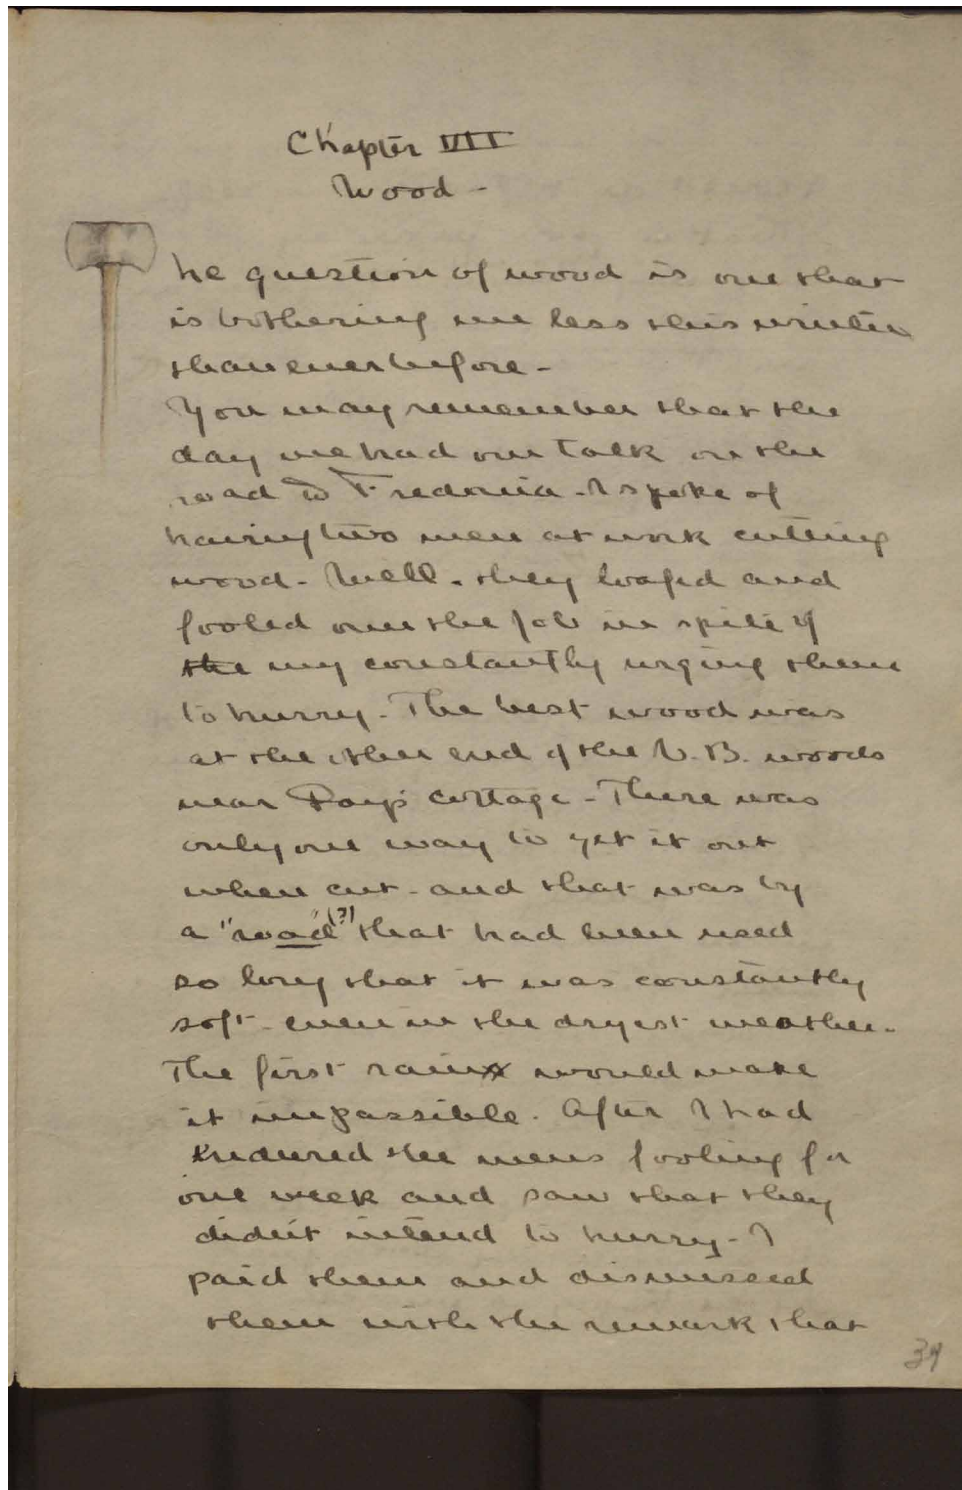 Chapter VII
Wood -
The question of wood is one that
is bothering me less this winter
than ever before -
You may remember that the
day we had our talk on the
road to Fredonia - I spoke of
having two men at work cutting
wood - Well - they loafed and
fooled over the job in spite of
the my constantly urging them
to hurry - The best wood was
at the other end of the V.B. woods
near Fay's cottage - There was
only one way to get it out
when cut - and that was by
a "road" (?) that had been used
so long that it was constantly
soft - even in the dryest weather -
The first rain would make
it impassible. After I had
endured the mens fooling for
one week and saw that they
didn't intend to hurry - I
paid them and dismissed
them with the remark that